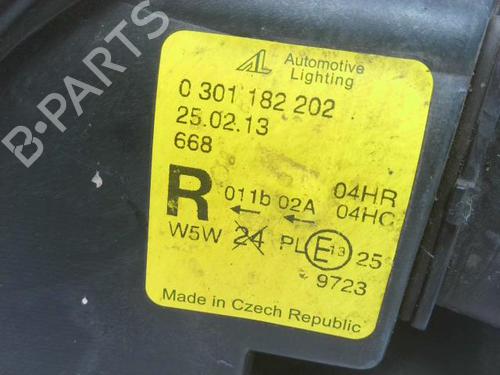 B-PARTS
AL Automotive
Lighting
0 301 182 202
25.02.13
668
R 011b 02A 04HR
04HC
W5W 24 PL E13 25
9723
Made in Czech Republic